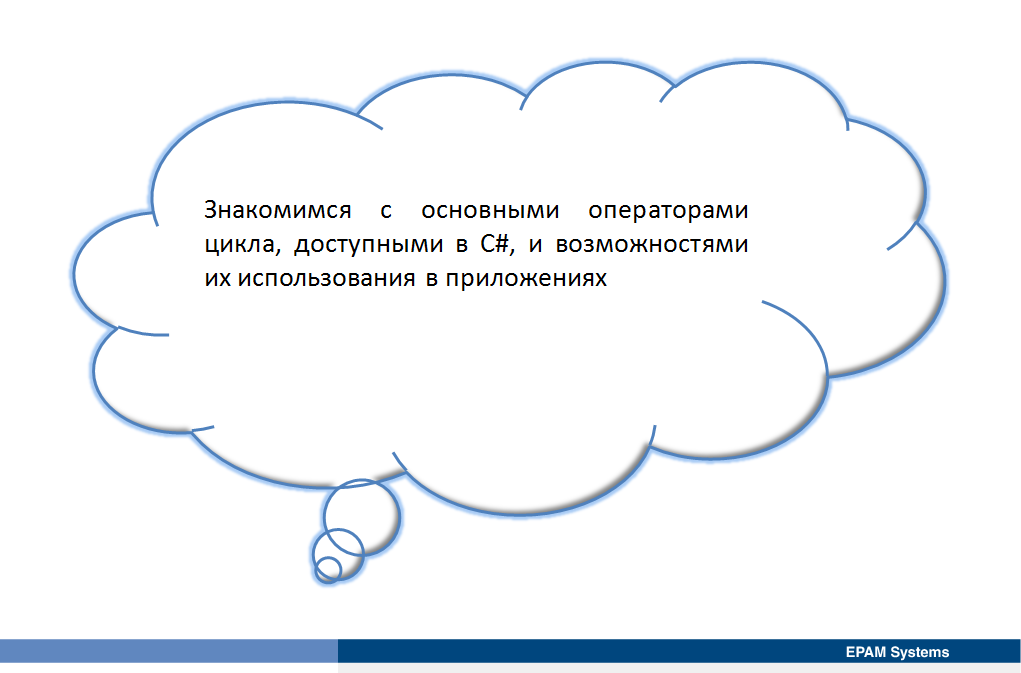 Знакомимся с основными операторами
цикла, доступными в C#, и возможностями
их использования в приложениях
EPAM Systems